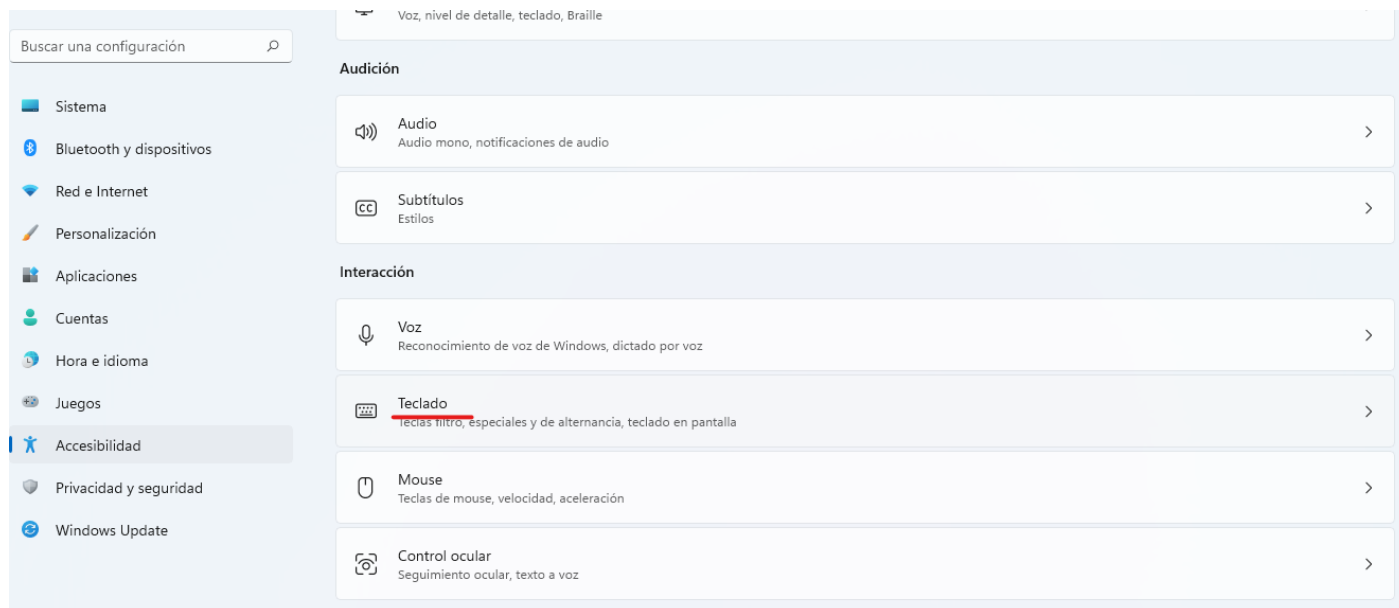 Voz, nivel de detalle, teclado, Braille
Buscar una configuración
Audición
Sistema
Audio
Audio mono, notificaciones de audio
Bluetooth y dispositivos
Red e Internet
Subtítulos
Estilos
Personalización
Aplicaciones
Interacción
Cuentas
Voz
Reconocimiento de voz de Windows, dictado por voz
Hora e idioma
Juegos
Teclado
Teclas filtro, especiales y de alternancia, teclado en pantalla
Accesibilidad
Privacidad y seguridad
Mouse
Teclas de mouse, velocidad, aceleración
Windows Update
Control ocular
Seguimiento ocular, texto a voz